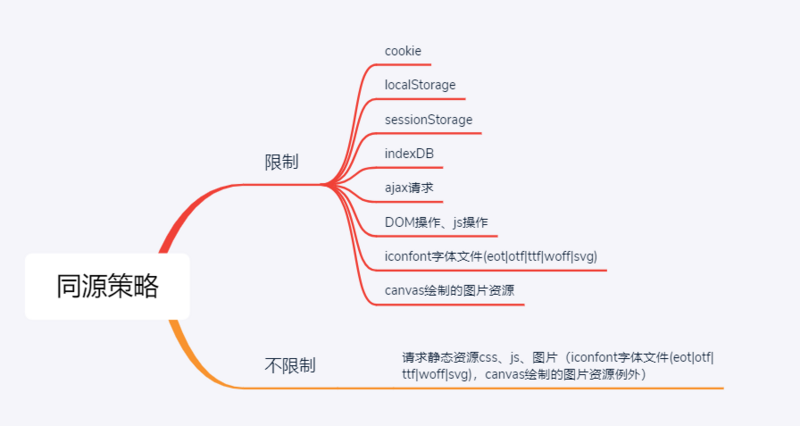 同源策略
限制
cookie
localStorage
sessionStorage
indexDB
ajax请求
DOM操作、js操作
iconfont字体文件(eot|otf|ttf|woff|svg)
canvas绘制的图片资源
不限制
请求静态资源css、js、图片（iconfont字体文件(eot|otf|
ttf|woff|svg)，canvas绘制的图片资源例外）